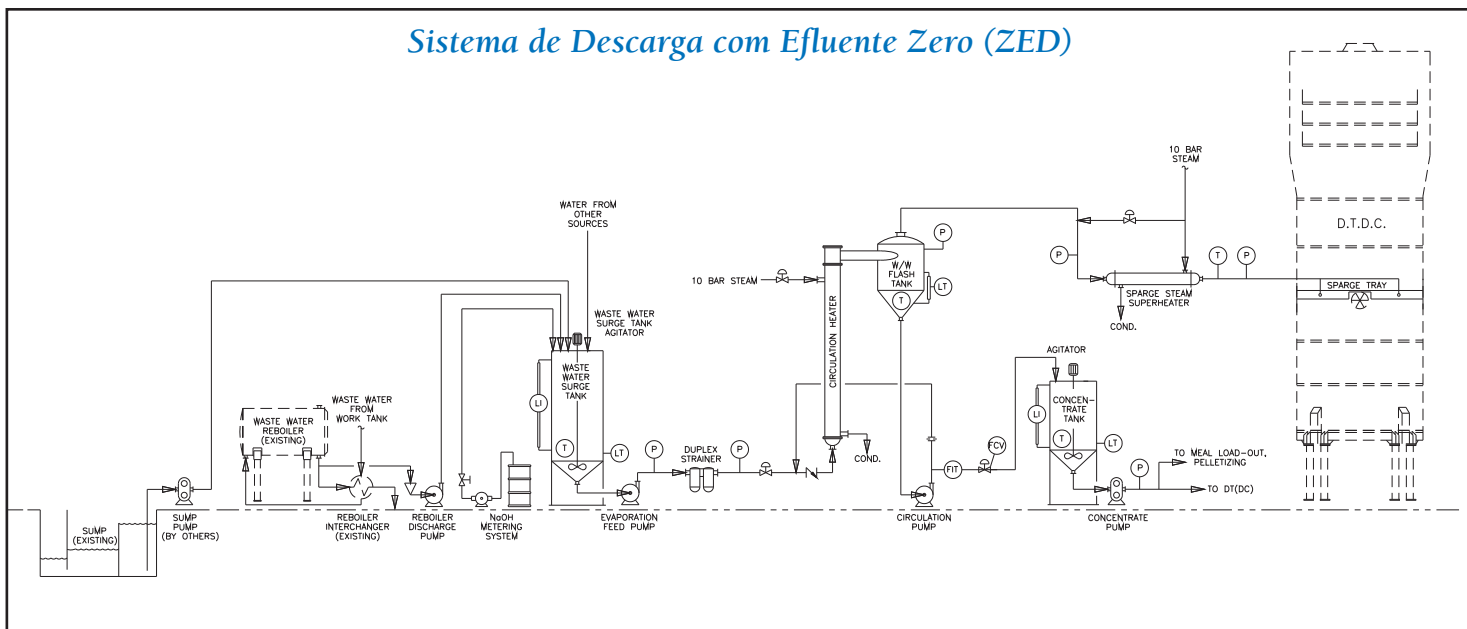 Sistema de Descarga com Efluente Zero (ZED)
10 BAR
STEAM
D.T.D.C.
WATER FROM
OTHER
SOURCES
P
W/W
FLASH
TANK
T
LT
10 BAR STEAM
CIRCULATION HEATER
P
T
P
SPARGE STEAM
SUPERHEATER
COND.
SPARGE TRAY
WASTE WATER
SURGE TANK
AGITATOR
WASTE
WATER
SURGE
TANK
LI
T
LT
WASTE WATER
FROM
WORK TANK
WASTE WATER
REBOILER
(EXISTING)
P
DUPLEX
STRAINER
P
COND.
AGITATOR
CONCEN-
TRATE
TANK
LI
T
LT
FIT
FCV
P
TO MEAL LOAD-OUT,
PELLETIZING
TO DT(DC)
SUMP
(EXISTING)
SUMP
PUMP
(BY OTHERS)
REBOILER
INTERCHANGER
(EXISTING)
REBOILER
DISCHARGE
PUMP
NaOH
METERING
SYSTEM
EVAPORATION
FEED PUMP
CIRCULATION
PUMP
CONCENTRATE
PUMP